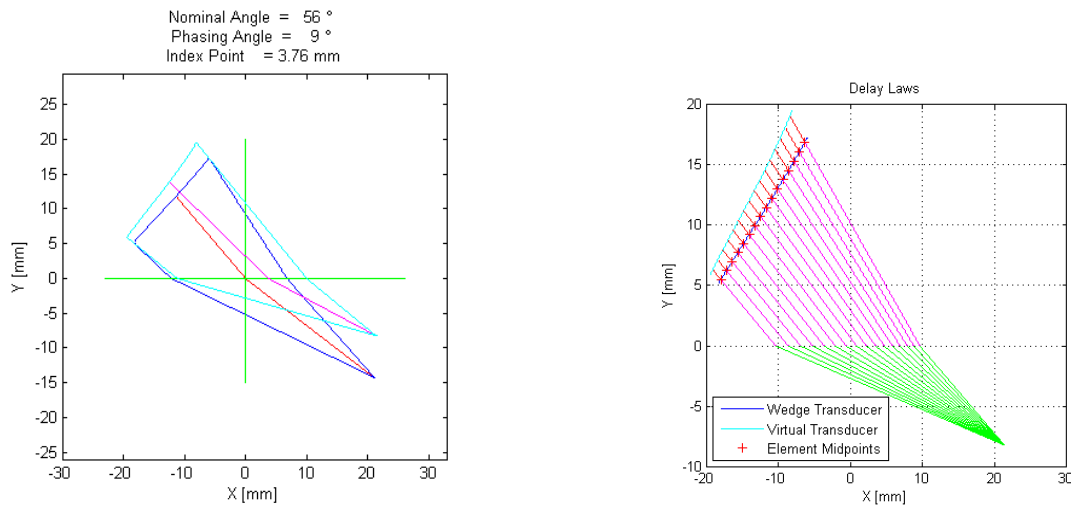 Nominal Angle = 56 °
Phasing Angle = 9 °
Index Point = 3.76 mm
25
20
15
10
5
0
-5
-10
-15
-20
-25
Y [mm]
-30
-20
-10
0
10
20
30
X [mm]
Delay Laws
20
15
10
5
0
-5
-10
Y [mm]
Wedge Transducer
Virtual Transducer
Element Midpoints
-20
-10
0
10
20
30
X [mm]